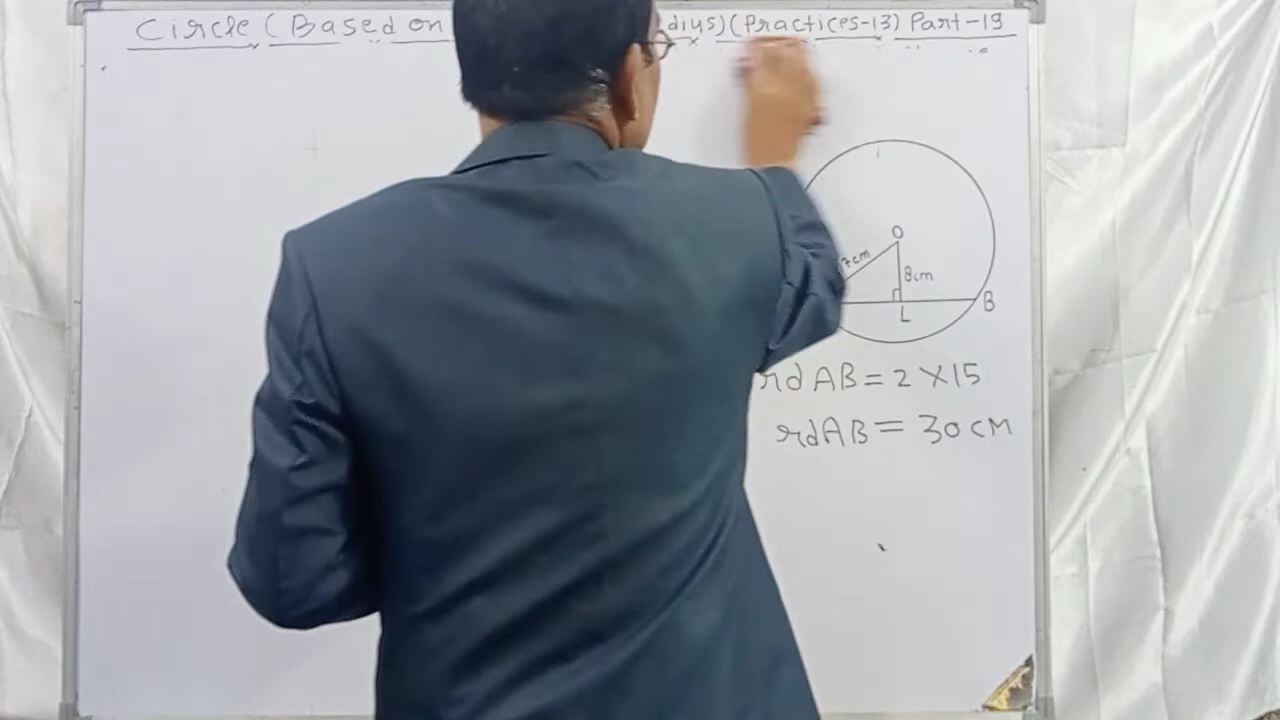 Circle (Based on dius) (Practices-13) Part-19
O
7cm
8cm
L
B
rd AB = 2 X 15
rd AB = 30 cm